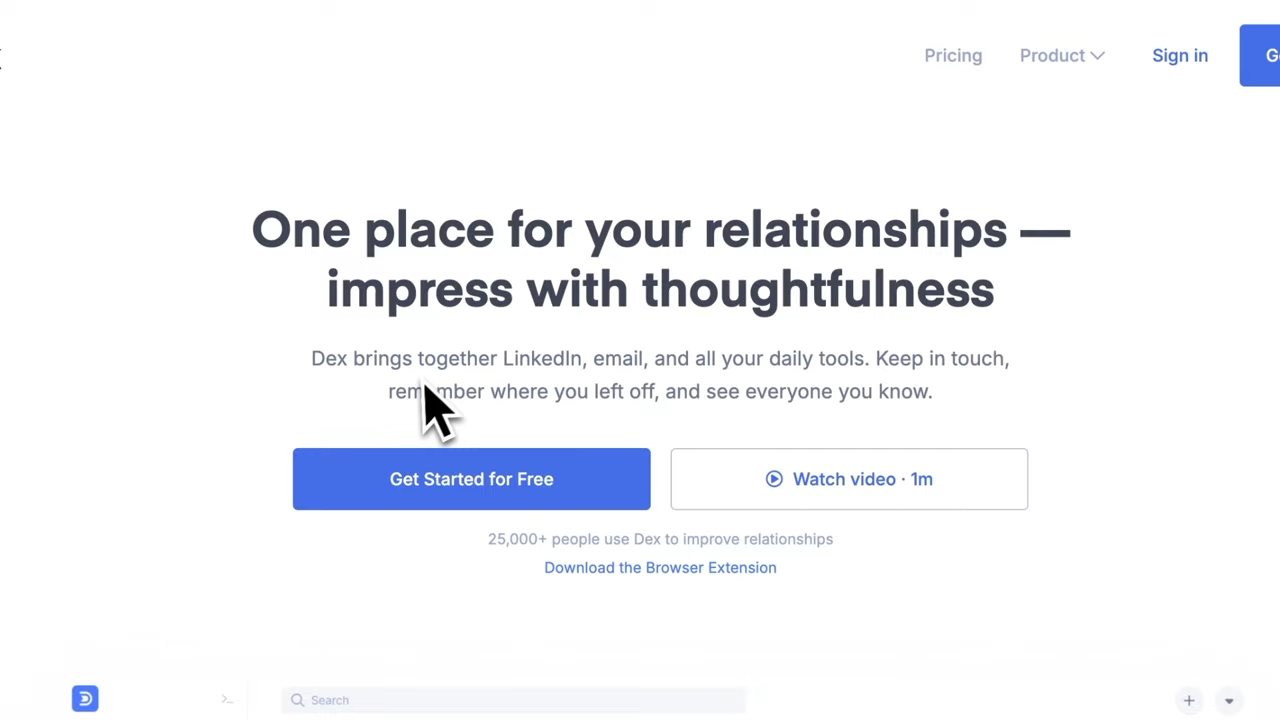 Pricing
Product
Sign in
One place for your relationships —
impress with thoughtfulness
Dex brings together LinkedIn, email, and all your daily tools. Keep in touch,
remember where you left off, and see everyone you know.
Get Started for Free
Watch video · 1m
25,000+ people use Dex to improve relationships
Download the Browser Extension
Search